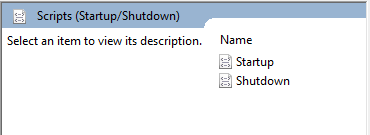 Scripts (Startup/Shutdown)
Select an item to view its description.
Name
Startup
Shutdown